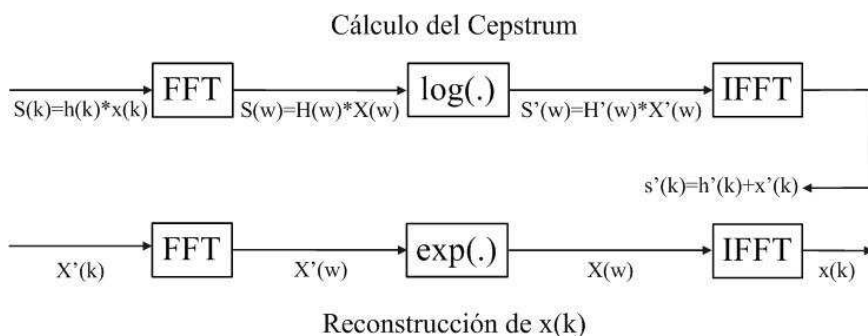 Cálculo del Cepstrum
FFT
log(.)
IFFT
S(k)=h(k)*x(k)
S(w)=H(w)*X(w)
S’(w)=H’(w)*X’(w)
s’(k)=h’(k)+x’(k)
FFT
exp(.)
IFFT
X’(k)
X’(w)
X(w)
x(k)
Reconstrucción de x(k)